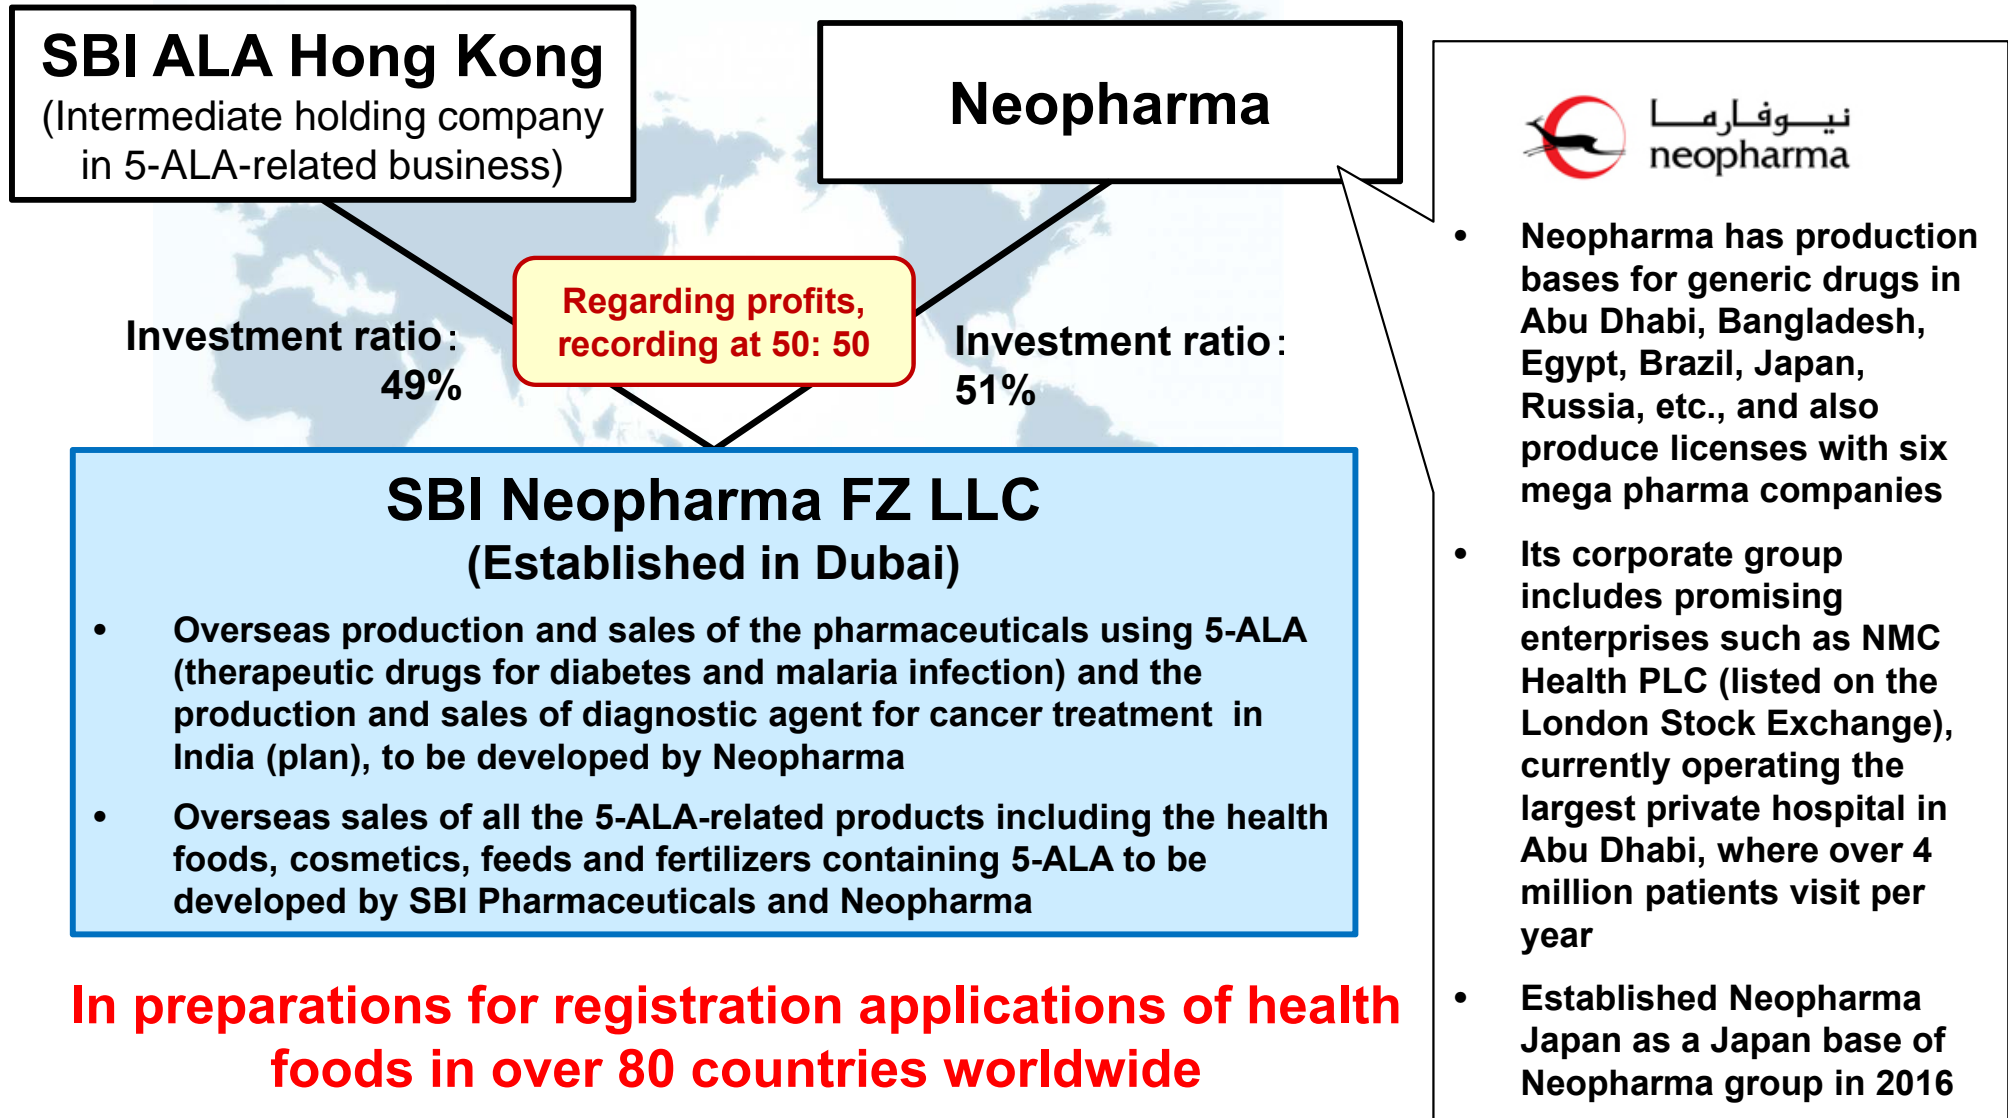 SBI ALA Hong Kong
(Intermediate holding company
in 5-ALA-related business)
Neopharma
Regarding profits,
recording at 50: 50
Investment ratio:
49%
Investment ratio:
51%
SBI Neopharma FZ LLC
(Established in Dubai)
• Overseas production and sales of the pharmaceuticals using 5-ALA
(therapeutic drugs for diabetes and malaria infection) and the
production and sales of diagnostic agent for cancer treatment in
India (plan), to be developed by Neopharma
• Overseas sales of all the 5-ALA-related products including the health
foods, cosmetics, feeds and fertilizers containing 5-ALA to be
developed by SBI Pharmaceuticals and Neopharma
In preparations for registration applications of health
foods in over 80 countries worldwide
نيوفارما
neopharma
• Neopharma has production
bases for generic drugs in
Abu Dhabi, Bangladesh,
Egypt, Brazil, Japan,
Russia, etc., and also
produce licenses with six
mega pharma companies
• Its corporate group
includes promising
enterprises such as NMC
Health PLC (listed on the
London Stock Exchange),
currently operating the
largest private hospital in
Abu Dhabi, where over 4
million patients visit per
year
• Established Neopharma
Japan as a Japan base of
Neopharma group in 2016